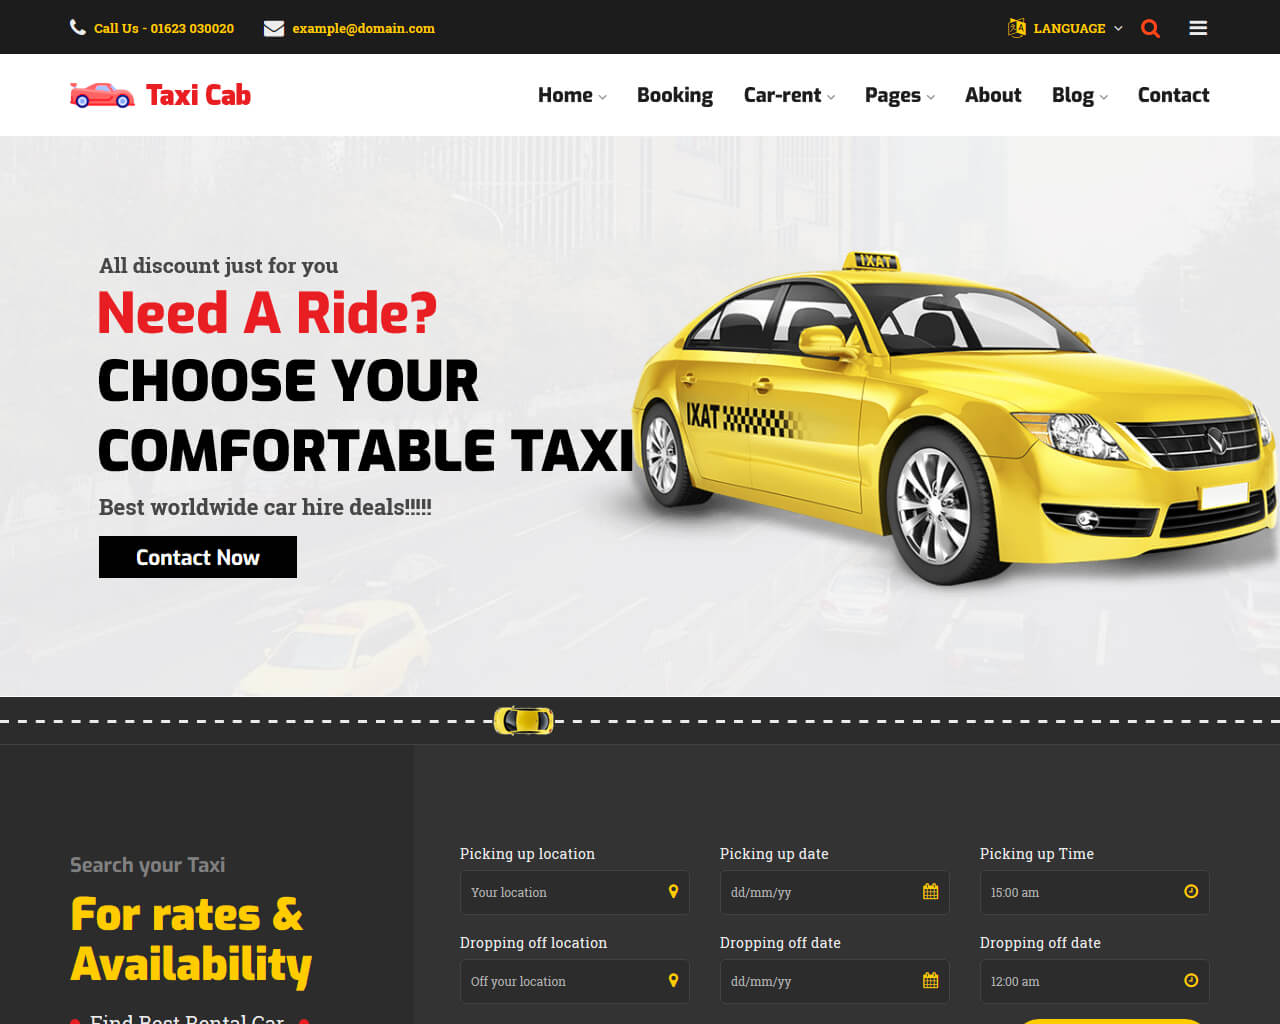 Call Us - 01623 030020
example@domain.com
LANGUAGE
Taxi Cab
Home
Booking
Car-rent
Pages
About
Blog
Contact
All discount just for you
Need A Ride?
CHOOSE YOUR
COMFORTABLE TAXI
Best worldwide car hire deals!!!!!
Contact Now
IXAT
IXAT
Search your Taxi
For rates &
Availability
Find Best Rental Car
Picking up location
Picking up date
Picking up Time
Your location
dd/mm/yy
15:00 am
Dropping off location
Dropping off date
Dropping off date
Off your location
dd/mm/yy
12:00 am